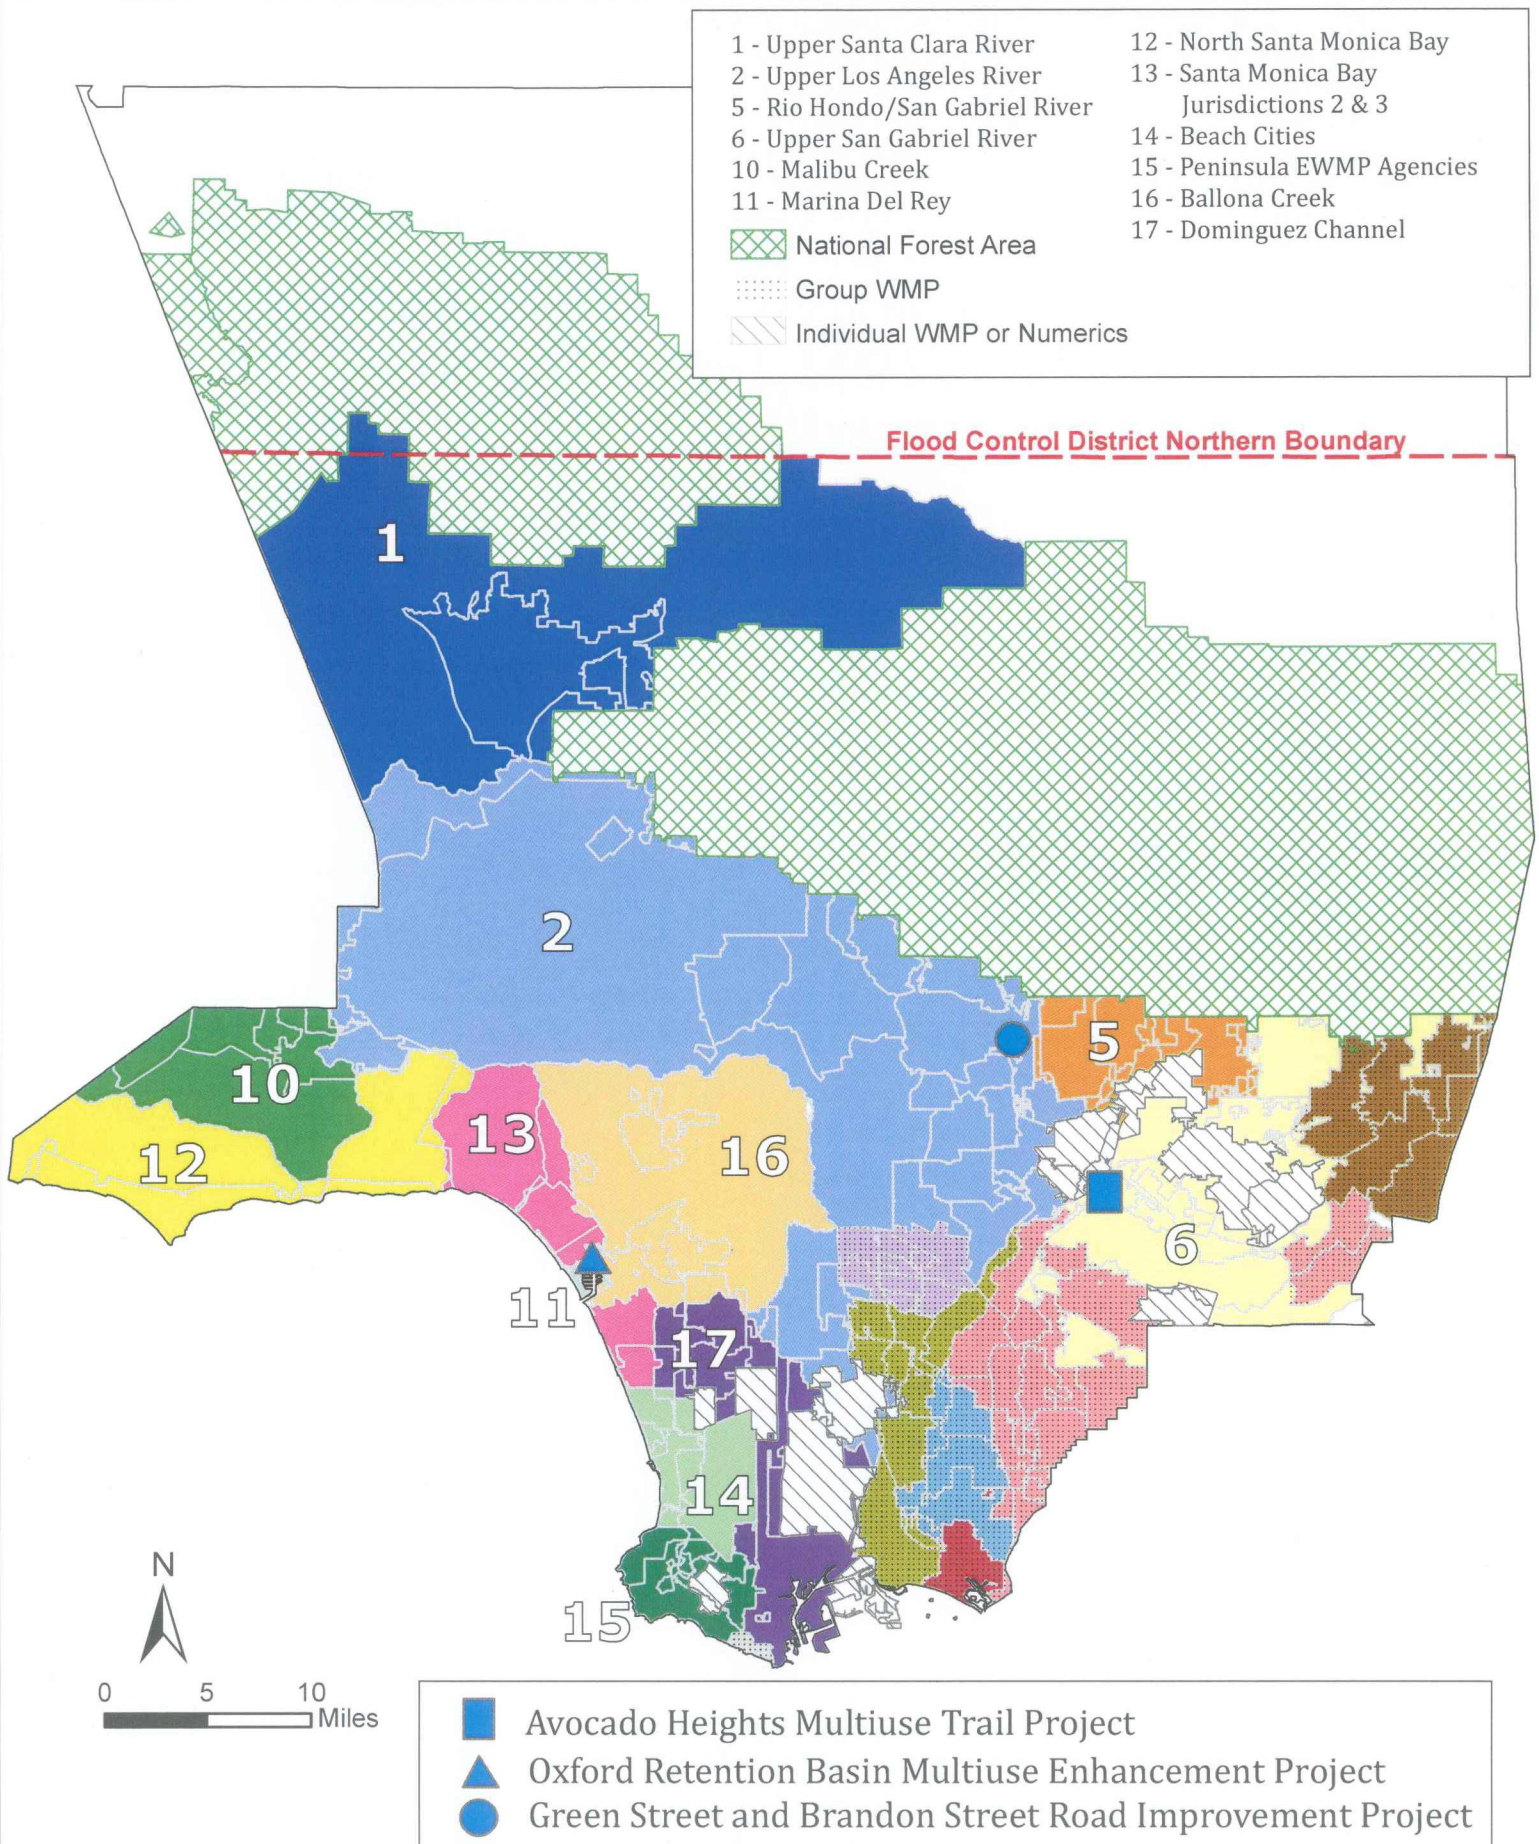 1 - Upper Santa Clara River
2 - Upper Los Angeles River
5 - Rio Hondo/San Gabriel River
6 - Upper San Gabriel River
10 - Malibu Creek
11 - Marina Del Rey
National Forest Area
Group WMP
Individual WMP or Numerics
12 - North Santa Monica Bay
13 - Santa Monica Bay
Jurisdictions 2 & 3
14 - Beach Cities
15 - Peninsula EWMP Agencies
16 - Ballona Creek
17 - Dominguez Channel
Flood Control District Northern Boundary
1
2
5
10
13
16
12
6
11
17
14
15
N
0 5 10
Miles
Avocado Heights Multiuse Trail Project
Oxford Retention Basin Multiuse Enhancement Project
Green Street and Brandon Street Road Improvement Project